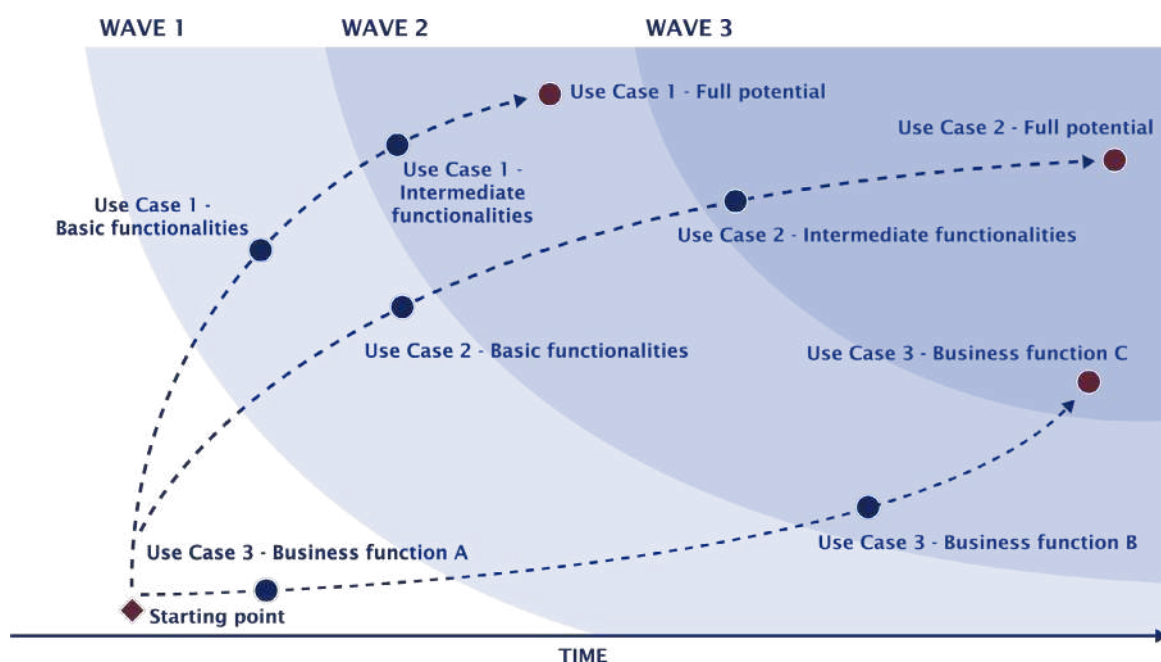 WAVE 1
WAVE 2
WAVE 3
Use Case 1 - Full potential
Use Case 2 - Full potential
Use Case 1 -
Intermediate
functionalities
Use Case 1 -
Basic functionalities
Use Case 2 - Intermediate functionalities
Use Case 2 - Basic functionalities
Use Case 3 - Business function C
Use Case 3 - Business function B
Use Case 3 - Business function A
Starting point
TIME